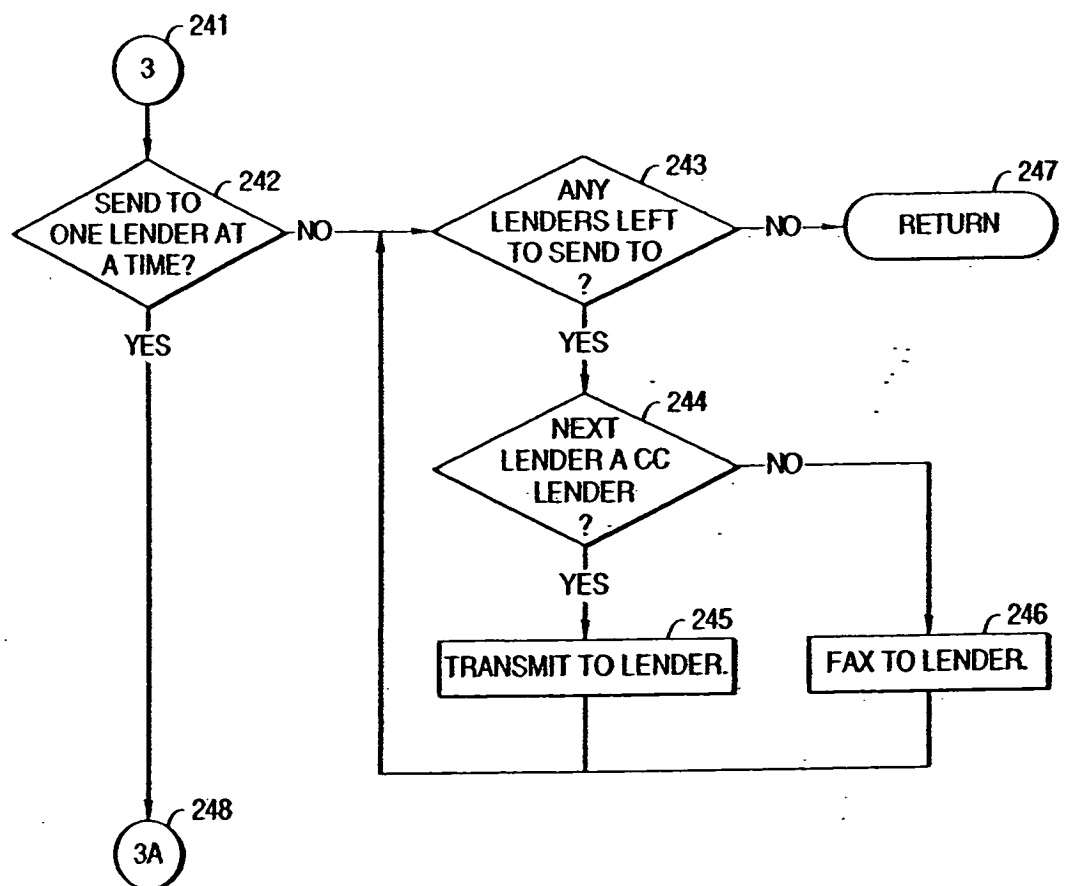 241
3
242
SEND TO
ONE LENDER AT
A TIME?
NO
YES
243
ANY
LENDERS LEFT
TO SEND TO
?
NO
247
RETURN
YES
244
NEXT
LENDER A CC
LENDER
?
NO
YES
245
TRANSMIT TO LENDER.
246
FAX TO LENDER.
248
3A